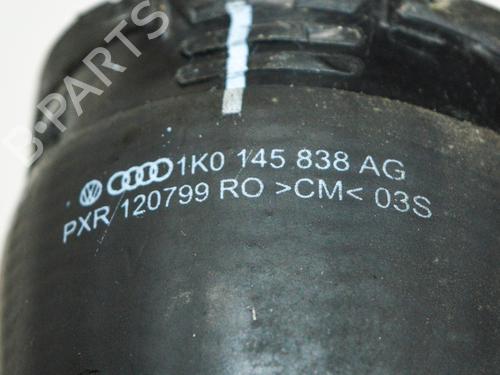 B-PARTS
1K0 145 838 AG
PXR 120799 RO >CM< 03S